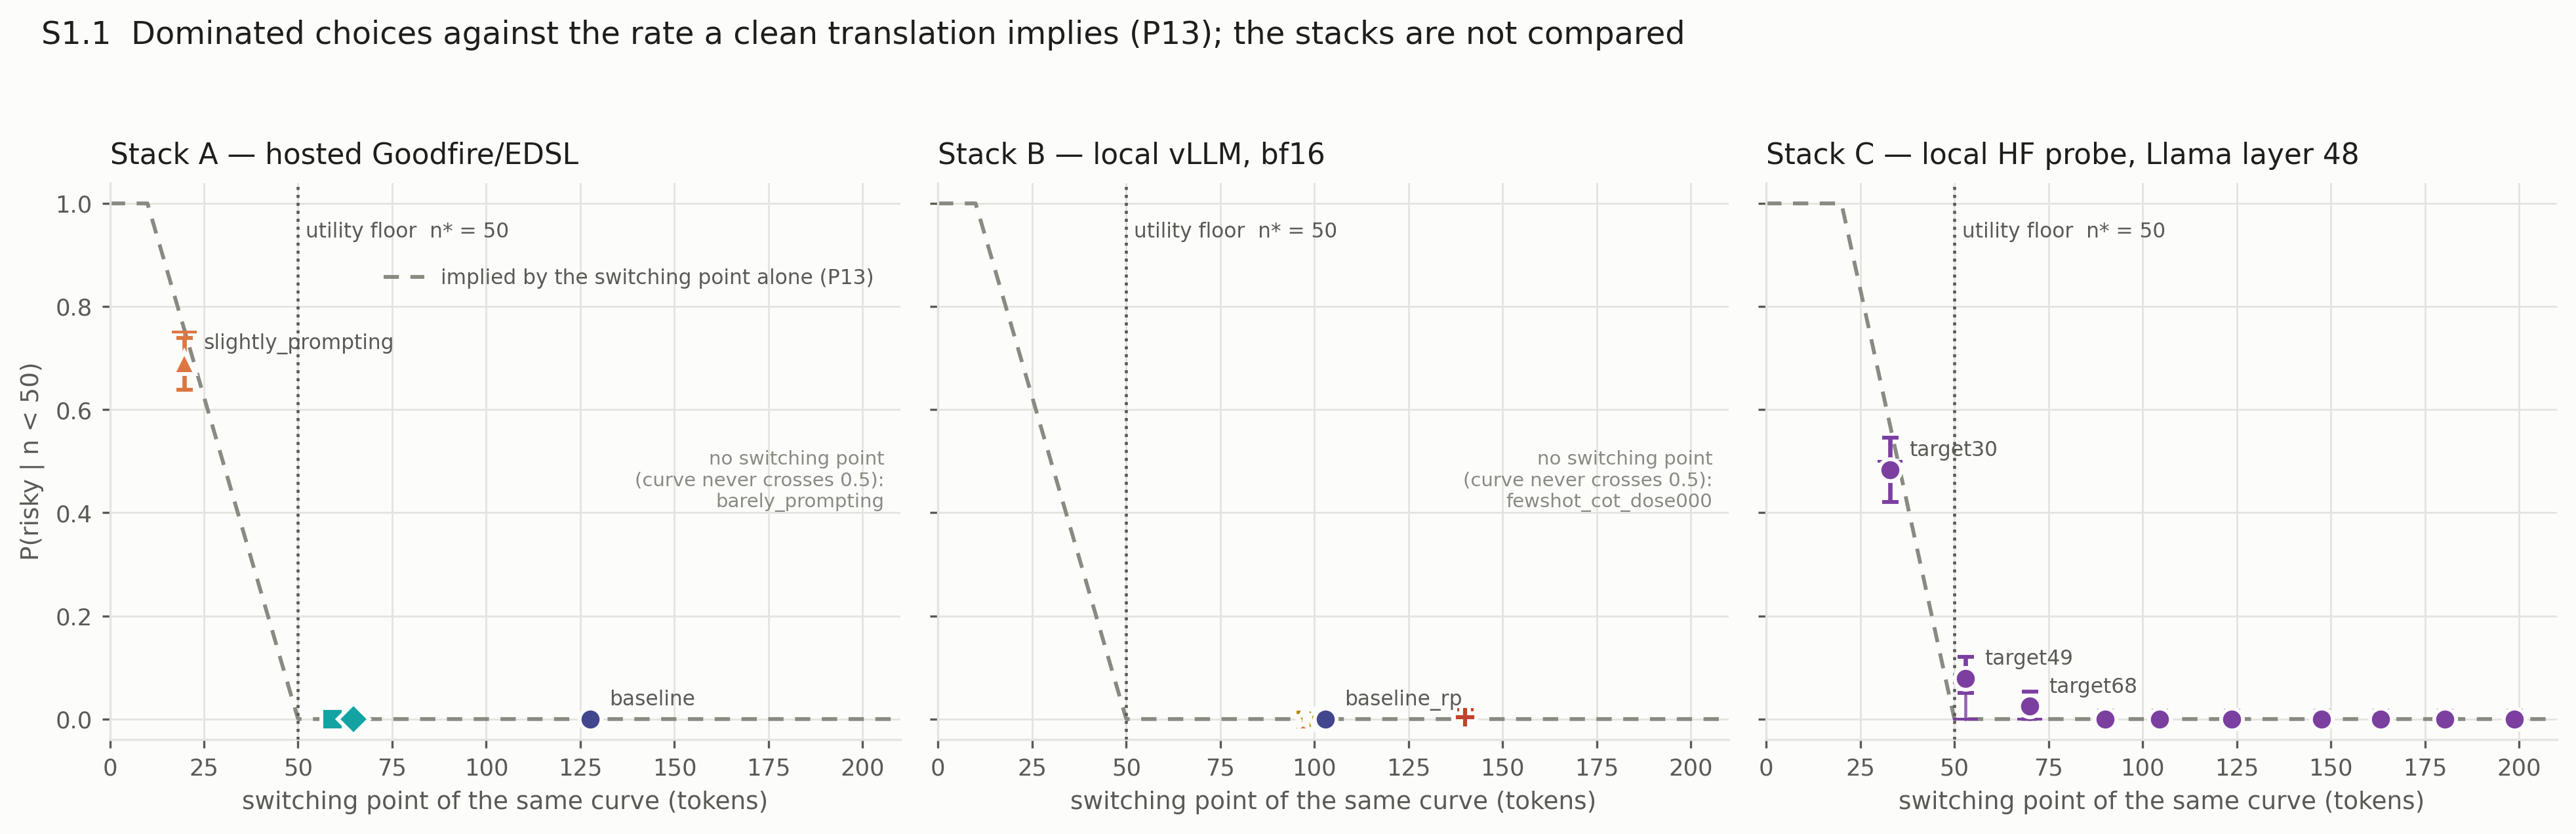 S1.1  Dominated choices against the rate a clean translation implies (P13); the stacks are not compared
Stack A — hosted Goodfire/EDSL
P(risky | n < 50)
1.0
0.8
0.6
0.4
0.2
0.0
utility floor  n* = 50
implied by the switching point alone (P13)
slightly_prompting
no switching point
(curve never crosses 0.5):
barely_prompting
baseline
0 25 50 75 100 125 150 175 200
switching point of the same curve (tokens)
Stack B — local vLLM, bf16
utility floor  n* = 50
no switching point
(curve never crosses 0.5):
fewshot_cot_dose000
baseline_rp
0 25 50 75 100 125 150 175 200
switching point of the same curve (tokens)
Stack C — local HF probe, Llama layer 48
utility floor  n* = 50
target30
target49
target68
0 25 50 75 100 125 150 175 200
switching point of the same curve (tokens)